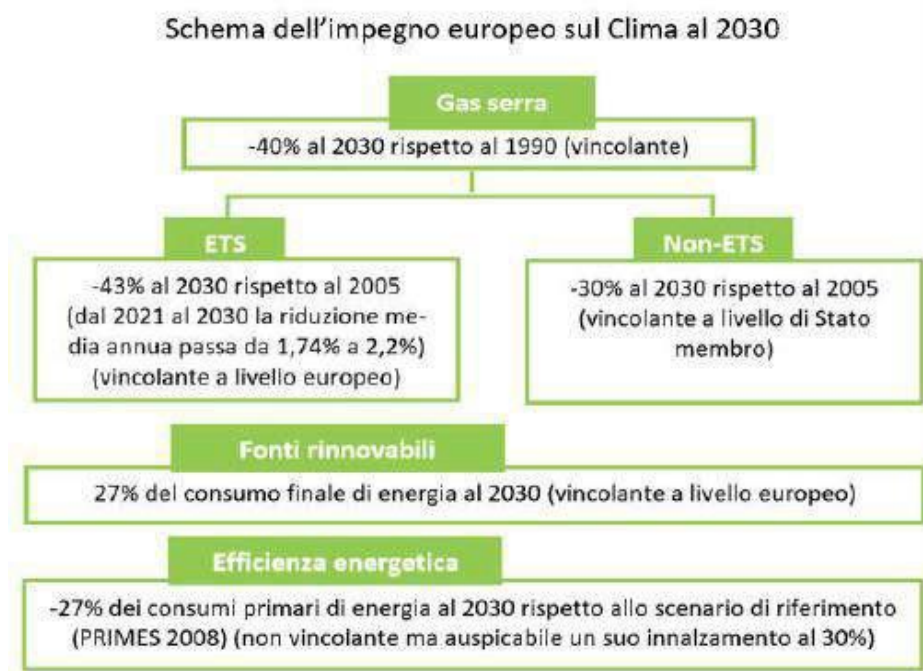 Schema dell'impegno europeo sul Clima al 2030
Gas serra
-40% al 2030 rispetto al 1990 (vincolante)
ETS
-43% al 2030 rispetto al 2005
(dal 2021 al 2030 la riduzione me-
dia annua passa da 1,74% a 2,2%)
(vincolante a livello europeo)
Non-ETS
-30% al 2030 rispetto al 2005
(vincolante a livello di Stato
membro)
Fonti rinnovabili
27% del consumo finale di energia al 2030 (vincolante a livello europeo)
Efficienza energetica
-27% dei consumi primari di energia al 2030 rispetto allo scenario di riferimento
(PRIMES 2008) (non vincolante ma auspicabile un suo innalzamento al 30%)